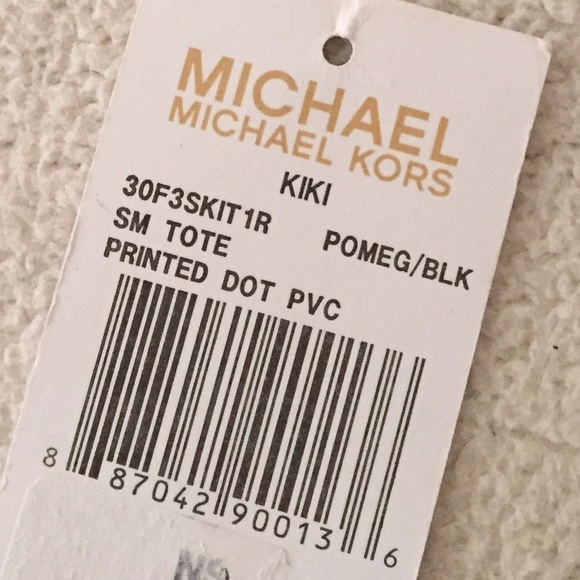 MICHAEL
MICHAEL KORS
KIKI
30F3SKIT1R POMEG/BLK
SM TOTE
PRINTED DOT PVC
8 87042 90013 6